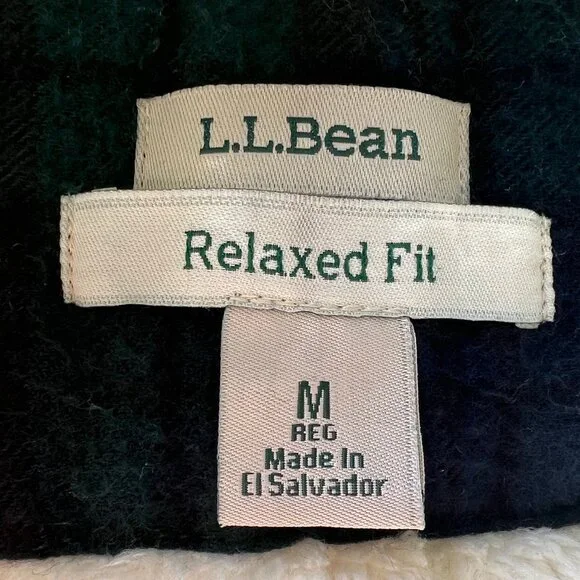 L.L.Bean
Relaxed Fit
M
REG
Made In
El Salvador